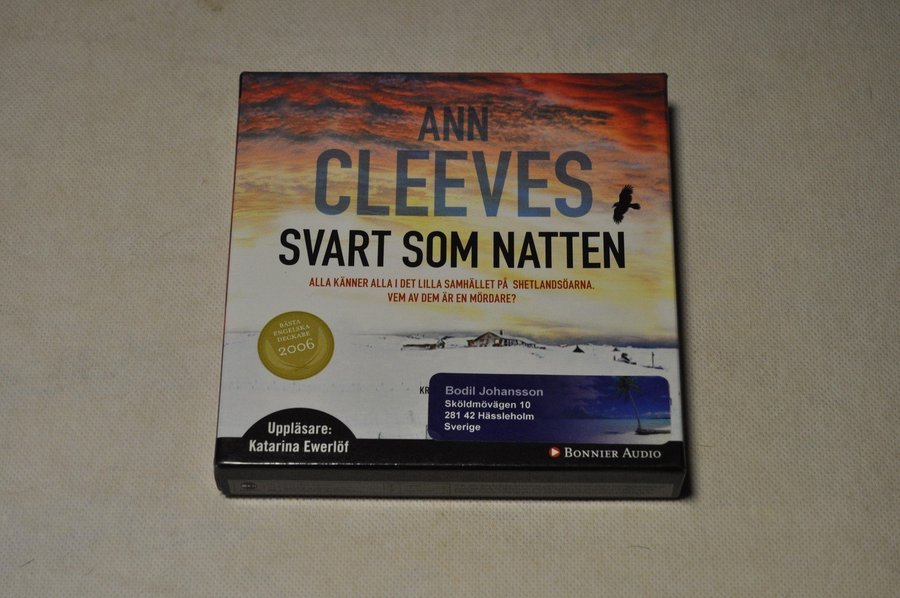 ANN
CLEEVES
SVART SOM NATTEN
ALLA KÄNNER ALLA I DET LILLA SAMHÄLLET PÅ SHETLANDSÖARNA.
VEM AV DEM ÄR EN MÖRDARE?
BÄSTA
ENGELSKA
DECKARE
2006
KR
Bodil Johansson
Sköldmövägen 10
281 42 Hässleholm
Sverige
Uppläsare:
Katarina Ewerlöf
BONNIER AUDIO